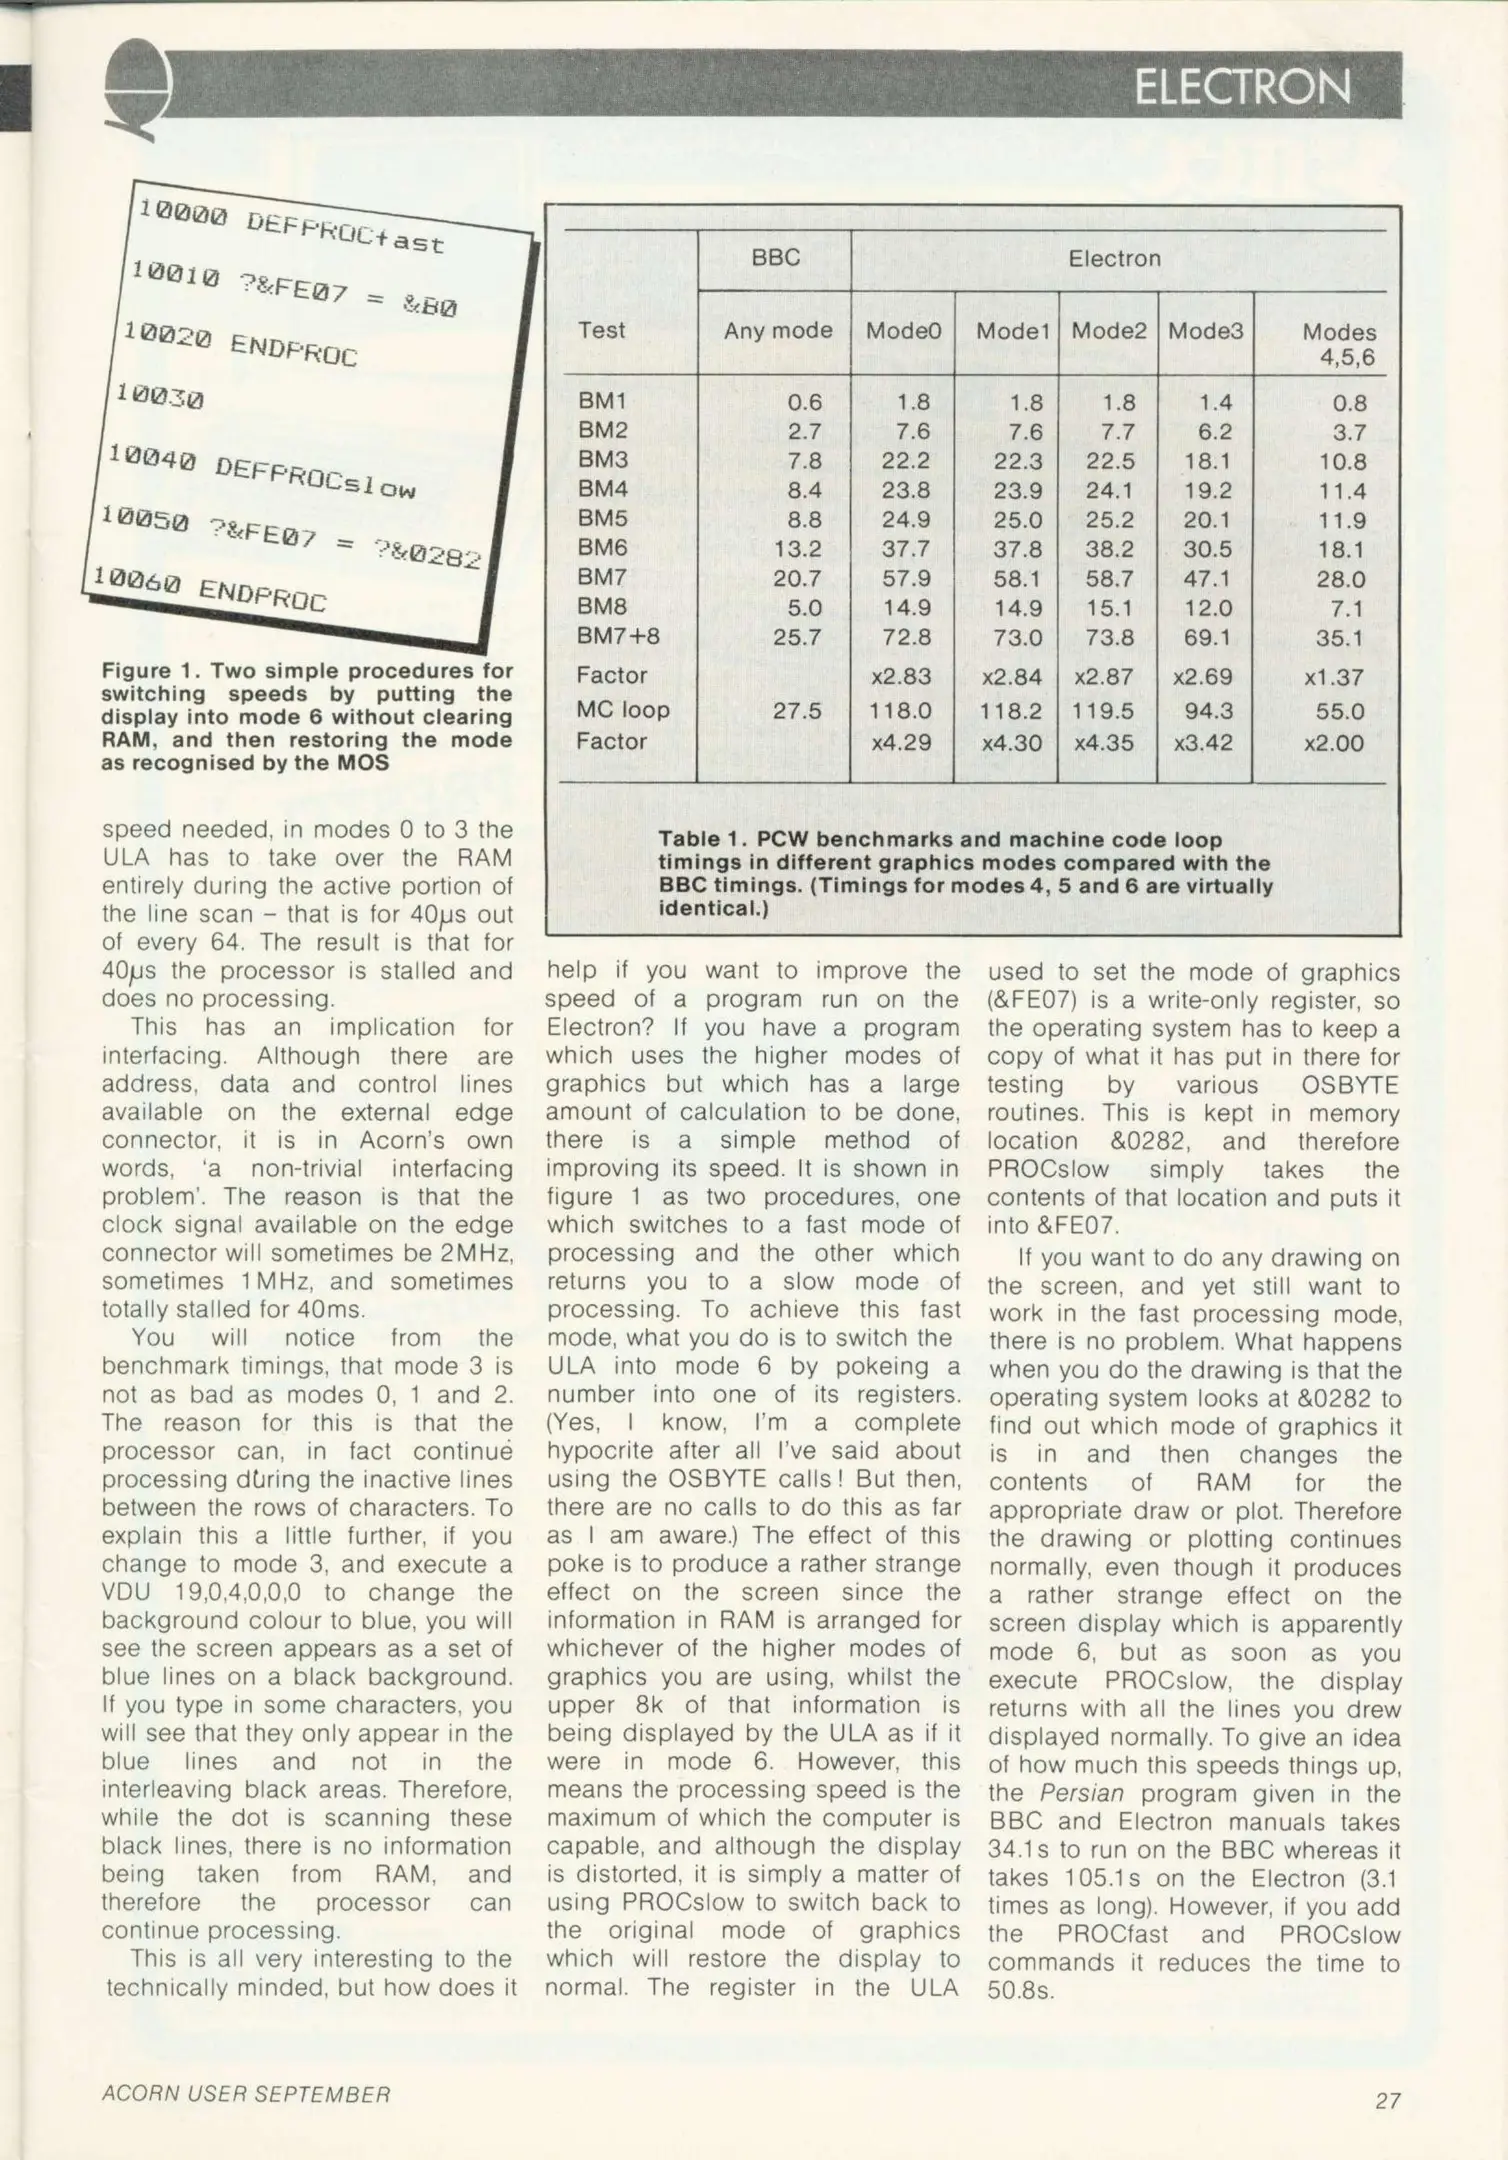 ELECTRON
10000 DEFPROCfast
10010 ?&FE07 = &B0
10020 ENDPROC
10030
10040 DEFPROCslow
10050 ?&FE07 = ?&0282
10060 ENDPROC
Figure 1. Two simple procedures for
switching speeds by putting the
display into mode 6 without clearing
RAM, and then restoring the mode
as recognised by the MOS
BBC Electron
Test Any mode Mode0 Mode1 Mode2 Mode3 Modes
4,5,6
BM1 0.6 1.8 1.8 1.8 1.4 0.8
BM2 2.7 7.6 7.6 7.7 6.2 3.7
BM3 7.8 22.2 22.3 22.5 18.1 10.8
BM4 8.4 23.8 23.9 24.1 19.2 11.4
BM5 8.8 24.9 25.0 25.2 20.1 11.9
BM6 13.2 37.7 37.8 38.2 30.5 18.1
BM7 20.7 57.9 58.1 58.7 47.1 28.0
BM8 5.0 14.9 14.9 15.1 12.0 7.1
BM7+8 25.7 72.8 73.0 73.8 69.1 35.1
Factor x2.83 x2.84 x2.87 x2.69 x1.37
MC loop 27.5 118.0 118.2 119.5 94.3 55.0
Factor x4.29 x4.30 x4.35 x3.42 x2.00
Table 1. PCW benchmarks and machine code loop
timings in different graphics modes compared with the
BBC timings. (Timings for modes 4, 5 and 6 are virtually
identical.)
speed needed, in modes 0 to 3 the
ULA has to take over the RAM
entirely during the active portion of
the line scan – that is for 40µs out
of every 64. The result is that for
40µs the processor is stalled and
does no processing.
This has an implication for
interfacing. Although there are
address, data and control lines
available on the external edge
connector, it is in Acorn's own
words, 'a non-trivial interfacing
problem'. The reason is that the
clock signal available on the edge
connector will sometimes be 2MHz,
sometimes 1MHz, and sometimes
totally stalled for 40ms.
You will notice from the
benchmark timings, that mode 3 is
not as bad as modes 0, 1 and 2.
The reason for this is that the
processor can, in fact continue
processing during the inactive lines
between the rows of characters. To
explain this a little further, if you
change to mode 3, and execute a
VDU 19,0,4,0,0,0 to change the
background colour to blue, you will
see the screen appears as a set of
blue lines on a black background.
If you type in some characters, you
will see that they only appear in the
blue lines and not in the
interleaving black areas. Therefore,
while the dot is scanning these
black lines, there is no information
being taken from RAM, and
therefore the processor can
continue processing.
This is all very interesting to the
technically minded, but how does it
help if you want to improve the
speed of a program run on the
Electron? If you have a program
which uses the higher modes of
graphics but which has a large
amount of calculation to be done,
there is a simple method of
improving its speed. It is shown in
figure 1 as two procedures, one
which switches to a fast mode of
processing and the other which
returns you to a slow mode of
processing. To achieve this fast
mode, what you do is to switch the
ULA into mode 6 by pokeing a
number into one of its registers.
(Yes, I know, I'm a complete
hypocrite after all I've said about
using the OSBYTE calls! But then,
there are no calls to do this as far
as I am aware.) The effect of this
poke is to produce a rather strange
effect on the screen since the
information in RAM is arranged for
whichever of the higher modes of
graphics you are using, whilst the
upper 8k of that information is
being displayed by the ULA as if it
were in mode 6. However, this
means the processing speed is the
maximum of which the computer is
capable, and although the display
is distorted, it is simply a matter of
using PROCslow to switch back to
the original mode of graphics
which will restore the display to
normal. The register in the ULA
used to set the mode of graphics
(&FE07) is a write-only register, so
the operating system has to keep a
copy of what it has put in there for
testing by various OSBYTE
routines. This is kept in memory
location &0282, and therefore
PROCslow simply takes the
contents of that location and puts it
into &FE07.
If you want to do any drawing on
the screen, and yet still want to
work in the fast processing mode,
there is no problem. What happens
when you do the drawing is that the
operating system looks at &0282 to
find out which mode of graphics it
is in and then changes the
contents of RAM for the
appropriate draw or plot. Therefore
the drawing or plotting continues
normally, even though it produces
a rather strange effect on the
screen display which is apparently
mode 6, but as soon as you
execute PROCslow, the display
returns with all the lines you drew
displayed normally. To give an idea
of how much this speeds things up,
the Persian program given in the
BBC and Electron manuals takes
34.1s to run on the BBC whereas it
takes 105.1s on the Electron (3.1
times as long). However, if you add
the PROCfast and PROCslow
commands it reduces the time to
50.8s.
ACORN USER SEPTEMBER
27